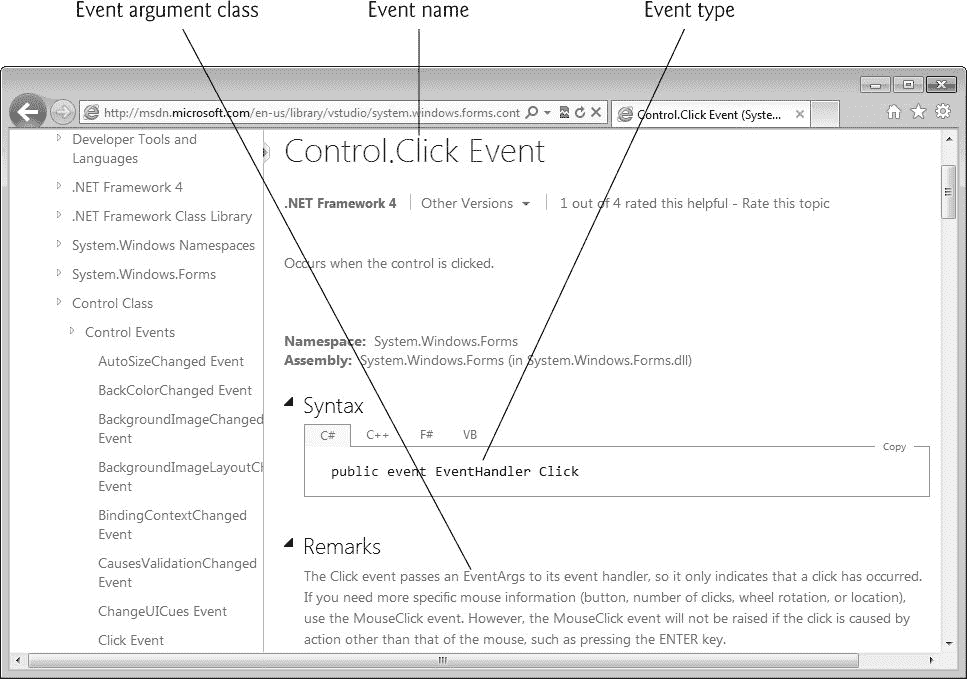 Event argument class
Event name
Event type
http://msdn.microsoft.com/en-us/library/vstudio/system.windows.forms.cont
Control.Click Event (Syste...
Developer Tools and
Languages
.NET Framework 4
.NET Framework Class Library
System.Windows Namespaces
System.Windows.Forms
Control Class
Control Events
AutoSizeChanged Event
BackColorChanged Event
BackgroundImageChanged
Event
BackgroundImageLayoutCh
Event
BindingContextChanged
Event
CausesValidationChanged
Event
ChangeUICues Event
Click Event
Control.Click Event
.NET Framework 4
Other Versions
1 out of 4 rated this helpful - Rate this topic
Occurs when the control is clicked.
Namespace: System.Windows.Forms
Assembly: System.Windows.Forms (in System.Windows.Forms.dll)
Syntax
C#
C++
F#
VB
Copy
public event EventHandler Click
Remarks
The Click event passes an EventArgs to its event handler, so it only indicates that a click has occurred.
If you need more specific mouse information (button, number of clicks, wheel rotation, or location),
use the MouseClick event. However, the MouseClick event will not be raised if the click is caused by
action other than that of the mouse, such as pressing the ENTER key.